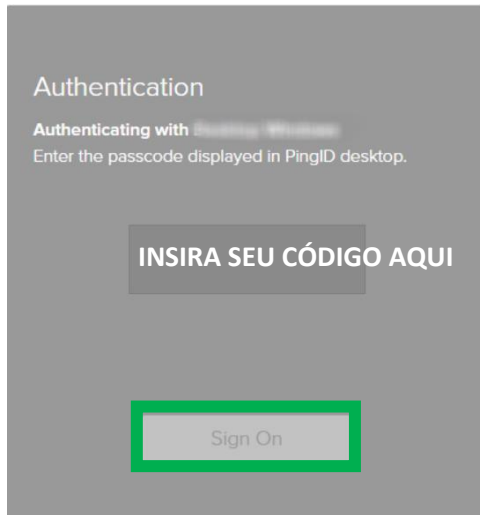 Authentication
Authenticating with
Enter the passcode displayed in PingID desktop.
INSIRA SEU CÓDIGO AQUI
Sign On